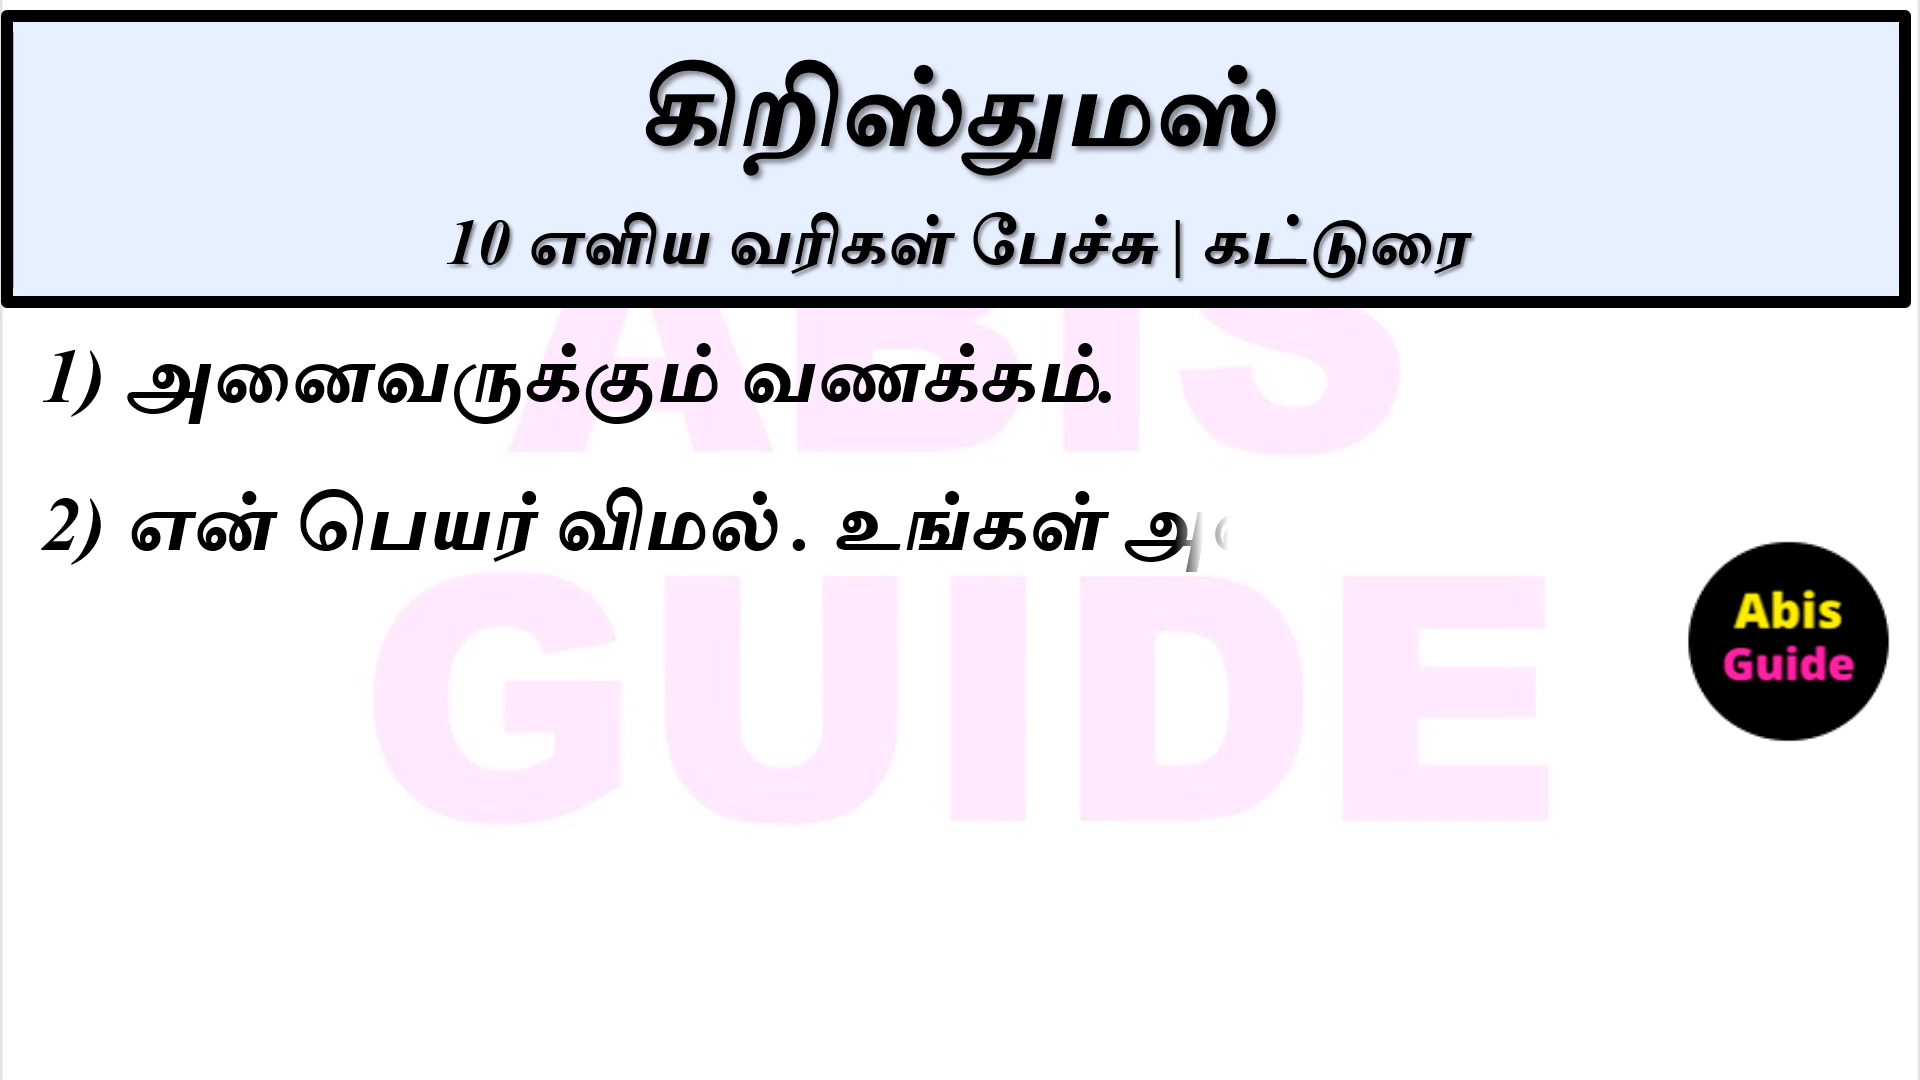 கிறிஸ்துமஸ்
10 எளிய வரிகள் பேச்சு | கட்டுரை
1) அனைவருக்கும் வணக்கம்.
2) என் பெயர் விமல் . உங்கள்
ABIS
GUIDE
Abis
Guide